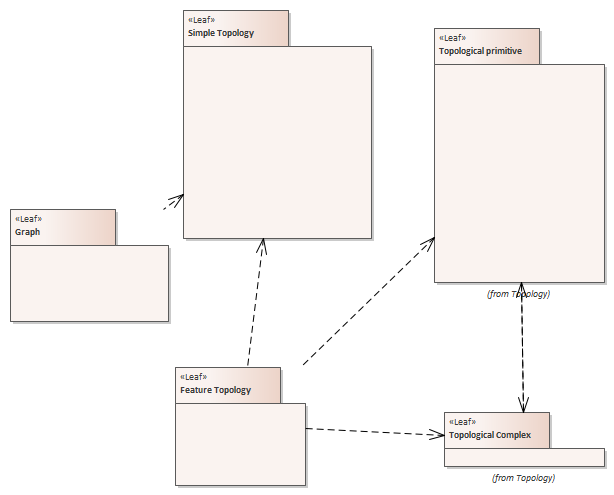 «Leaf»
Simple Topology
«Leaf»
Topological primitive
«Leaf»
Graph
(from Topology)
«Leaf»
Feature Topology
«Leaf»
Topological Complex
(from Topology)